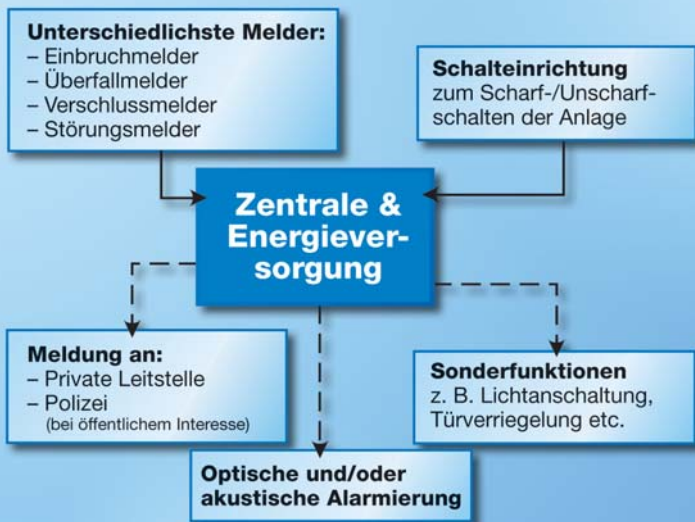 Unterschiedlichste Melder:
– Einbruchmelder
– Überfallmelder
– Verschlussmelder
– Störungsmelder
Schalteinrichtung
zum Scharf-/Unscharf-
schalten der Anlage
Zentrale &
Energiever-
sorgung
Meldung an:
– Private Leitstelle
– Polizei
(bei öffentlichem Interesse)
Sonderfunktionen
z. B. Lichtanschaltung,
Türverriegelung etc.
Optische und/oder
akustische Alarmierung